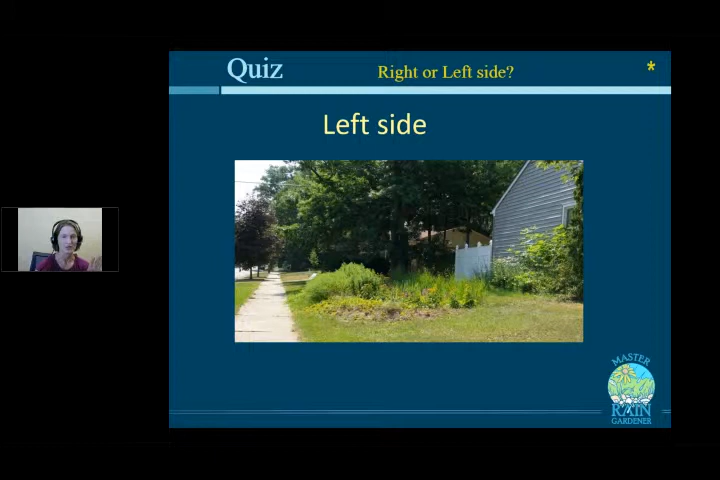 Quiz
Right or Left side?
*
Left side
MASTER
RAIN
GARDENER